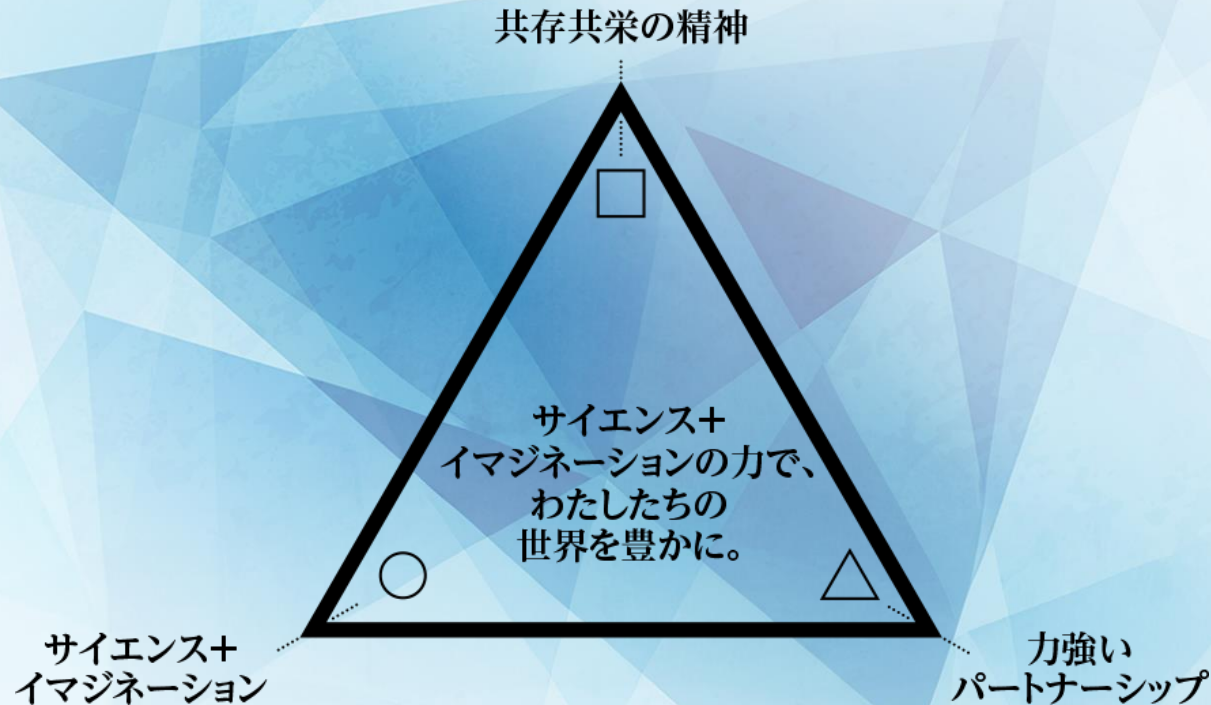 共存共栄の精神
サイエンス+
イマジネーションの力で、
わたしたちの
世界を豊かに。
サイエンス+
イマジネーション
力強い
パートナーシップ